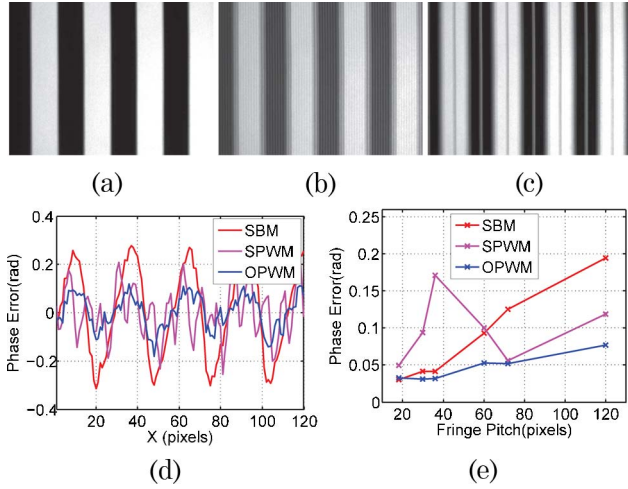 (a)
(b)
(c)
0.4
0.2
0
-0.2
-0.4
Phase Error(rad)
SBM
SPWM
OPWM
20
40
60
80
100
120
X (pixels)
(d)
0.25
0.2
0.15
0.1
0.05
0
Phase Error(rad)
SBM
SPWM
OPWM
20
40
60
80
100
120
Fringe Pitch(pixels)
(e)